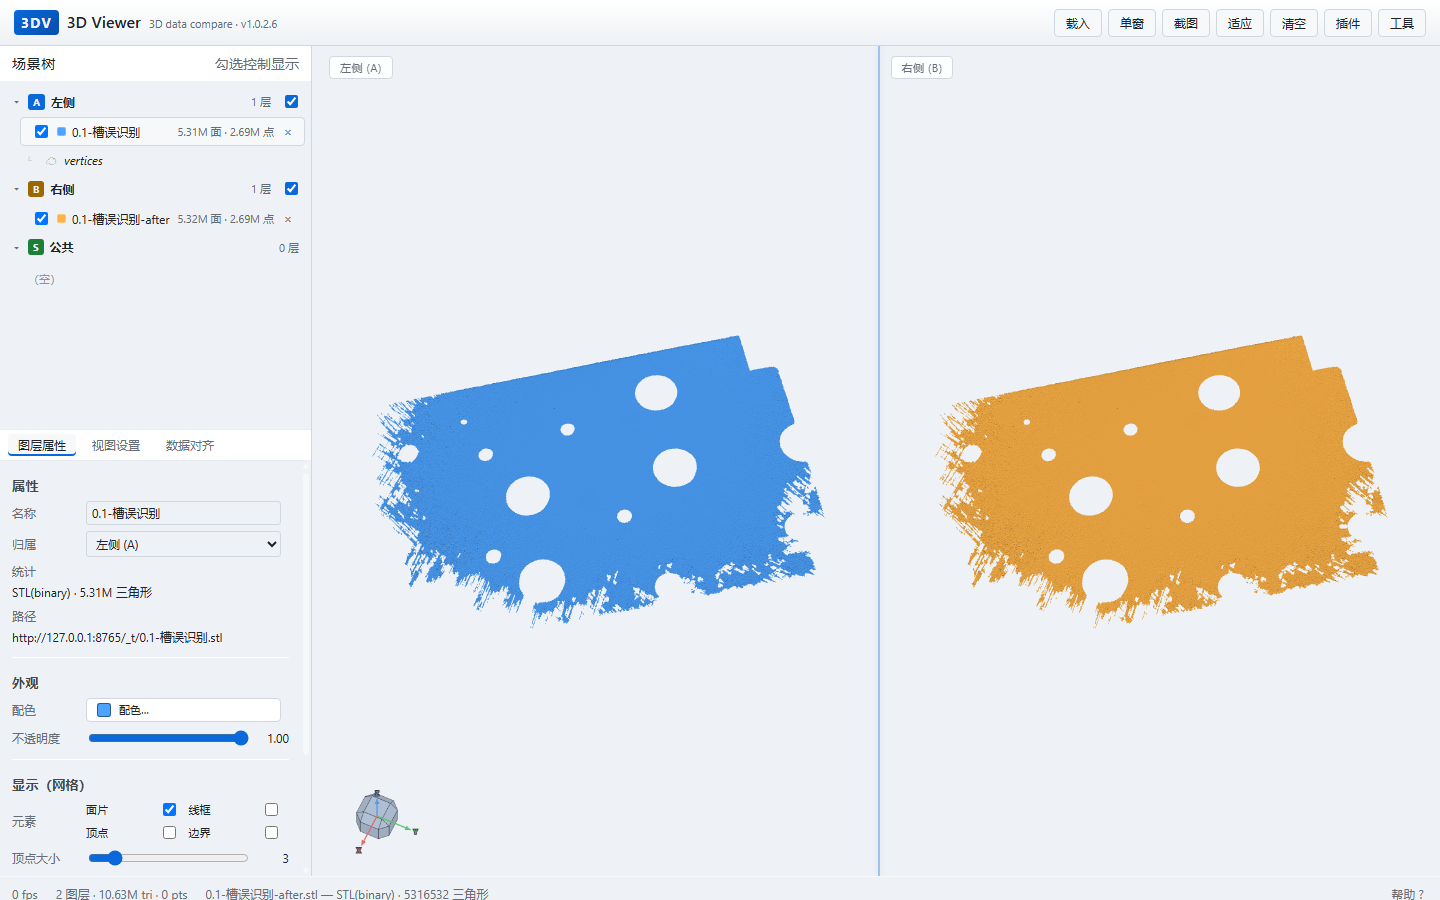 3DV 3D Viewer 3D data compare · v1.0.2.6 载入 单窗 截图 适应 清空 插件 工具
场景树 勾选控制显示
A 左侧 1 层
0.1-槽误识别 5.31M 面 · 2.69M 点 ×
vertices
B 右侧 1 层
0.1-槽误识别-after 5.32M 面 · 2.69M 点 ×
S 公共 0 层
(空)
图层属性 视图设置 数据对齐
属性
名称 0.1-槽误识别
归属 左侧 (A)
统计
STL(binary) · 5.31M 三角形
路径
http://127.0.0.1:8765/_t/0.1-槽误识别.stl
外观
配色 配色...
不透明度 1.00
显示（网格）
元素 面片 线框
顶点 边界
顶点大小 3
左侧 (A)
右侧 (B)
0 fps 2 图层 · 10.63M tri · 0 pts 0.1-槽误识别-after.stl — STL(binary) · 5316532 三角形 帮助 ?